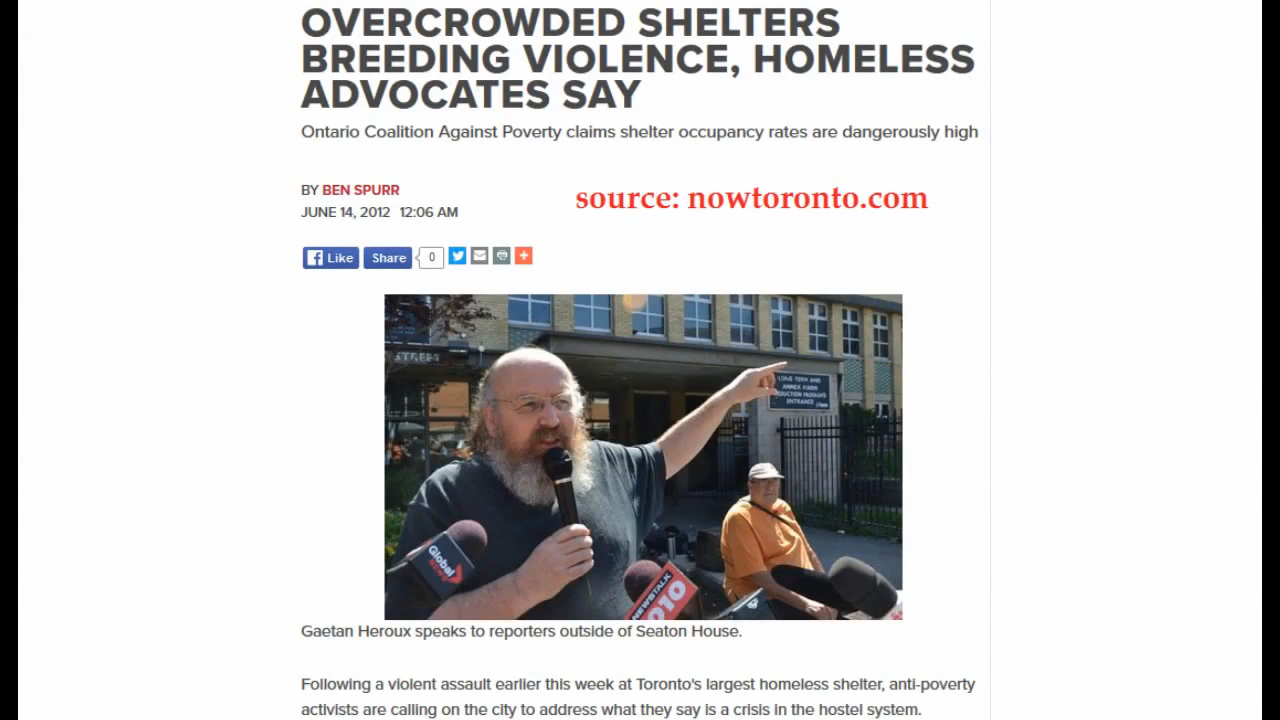 OVERCROWDED SHELTERS
BREEDING VIOLENCE, HOMELESS
ADVOCATES SAY
Ontario Coalition Against Poverty claims shelter occupancy rates are dangerously high
BY BEN SPURR
source: nowtoronto.com
JUNE 14, 2012 12:06 AM
Like Share 0
STREET
LONG TERM AND
ANNEX HARM
REDUCTION PROGRAMS
ENTRANCE
Global
NEWS
NEWSTALK
1010
Gaetan Heroux speaks to reporters outside of Seaton House.
Following a violent assault earlier this week at Toronto's largest homeless shelter, anti-poverty
activists are calling on the city to address what they say is a crisis in the hostel system.